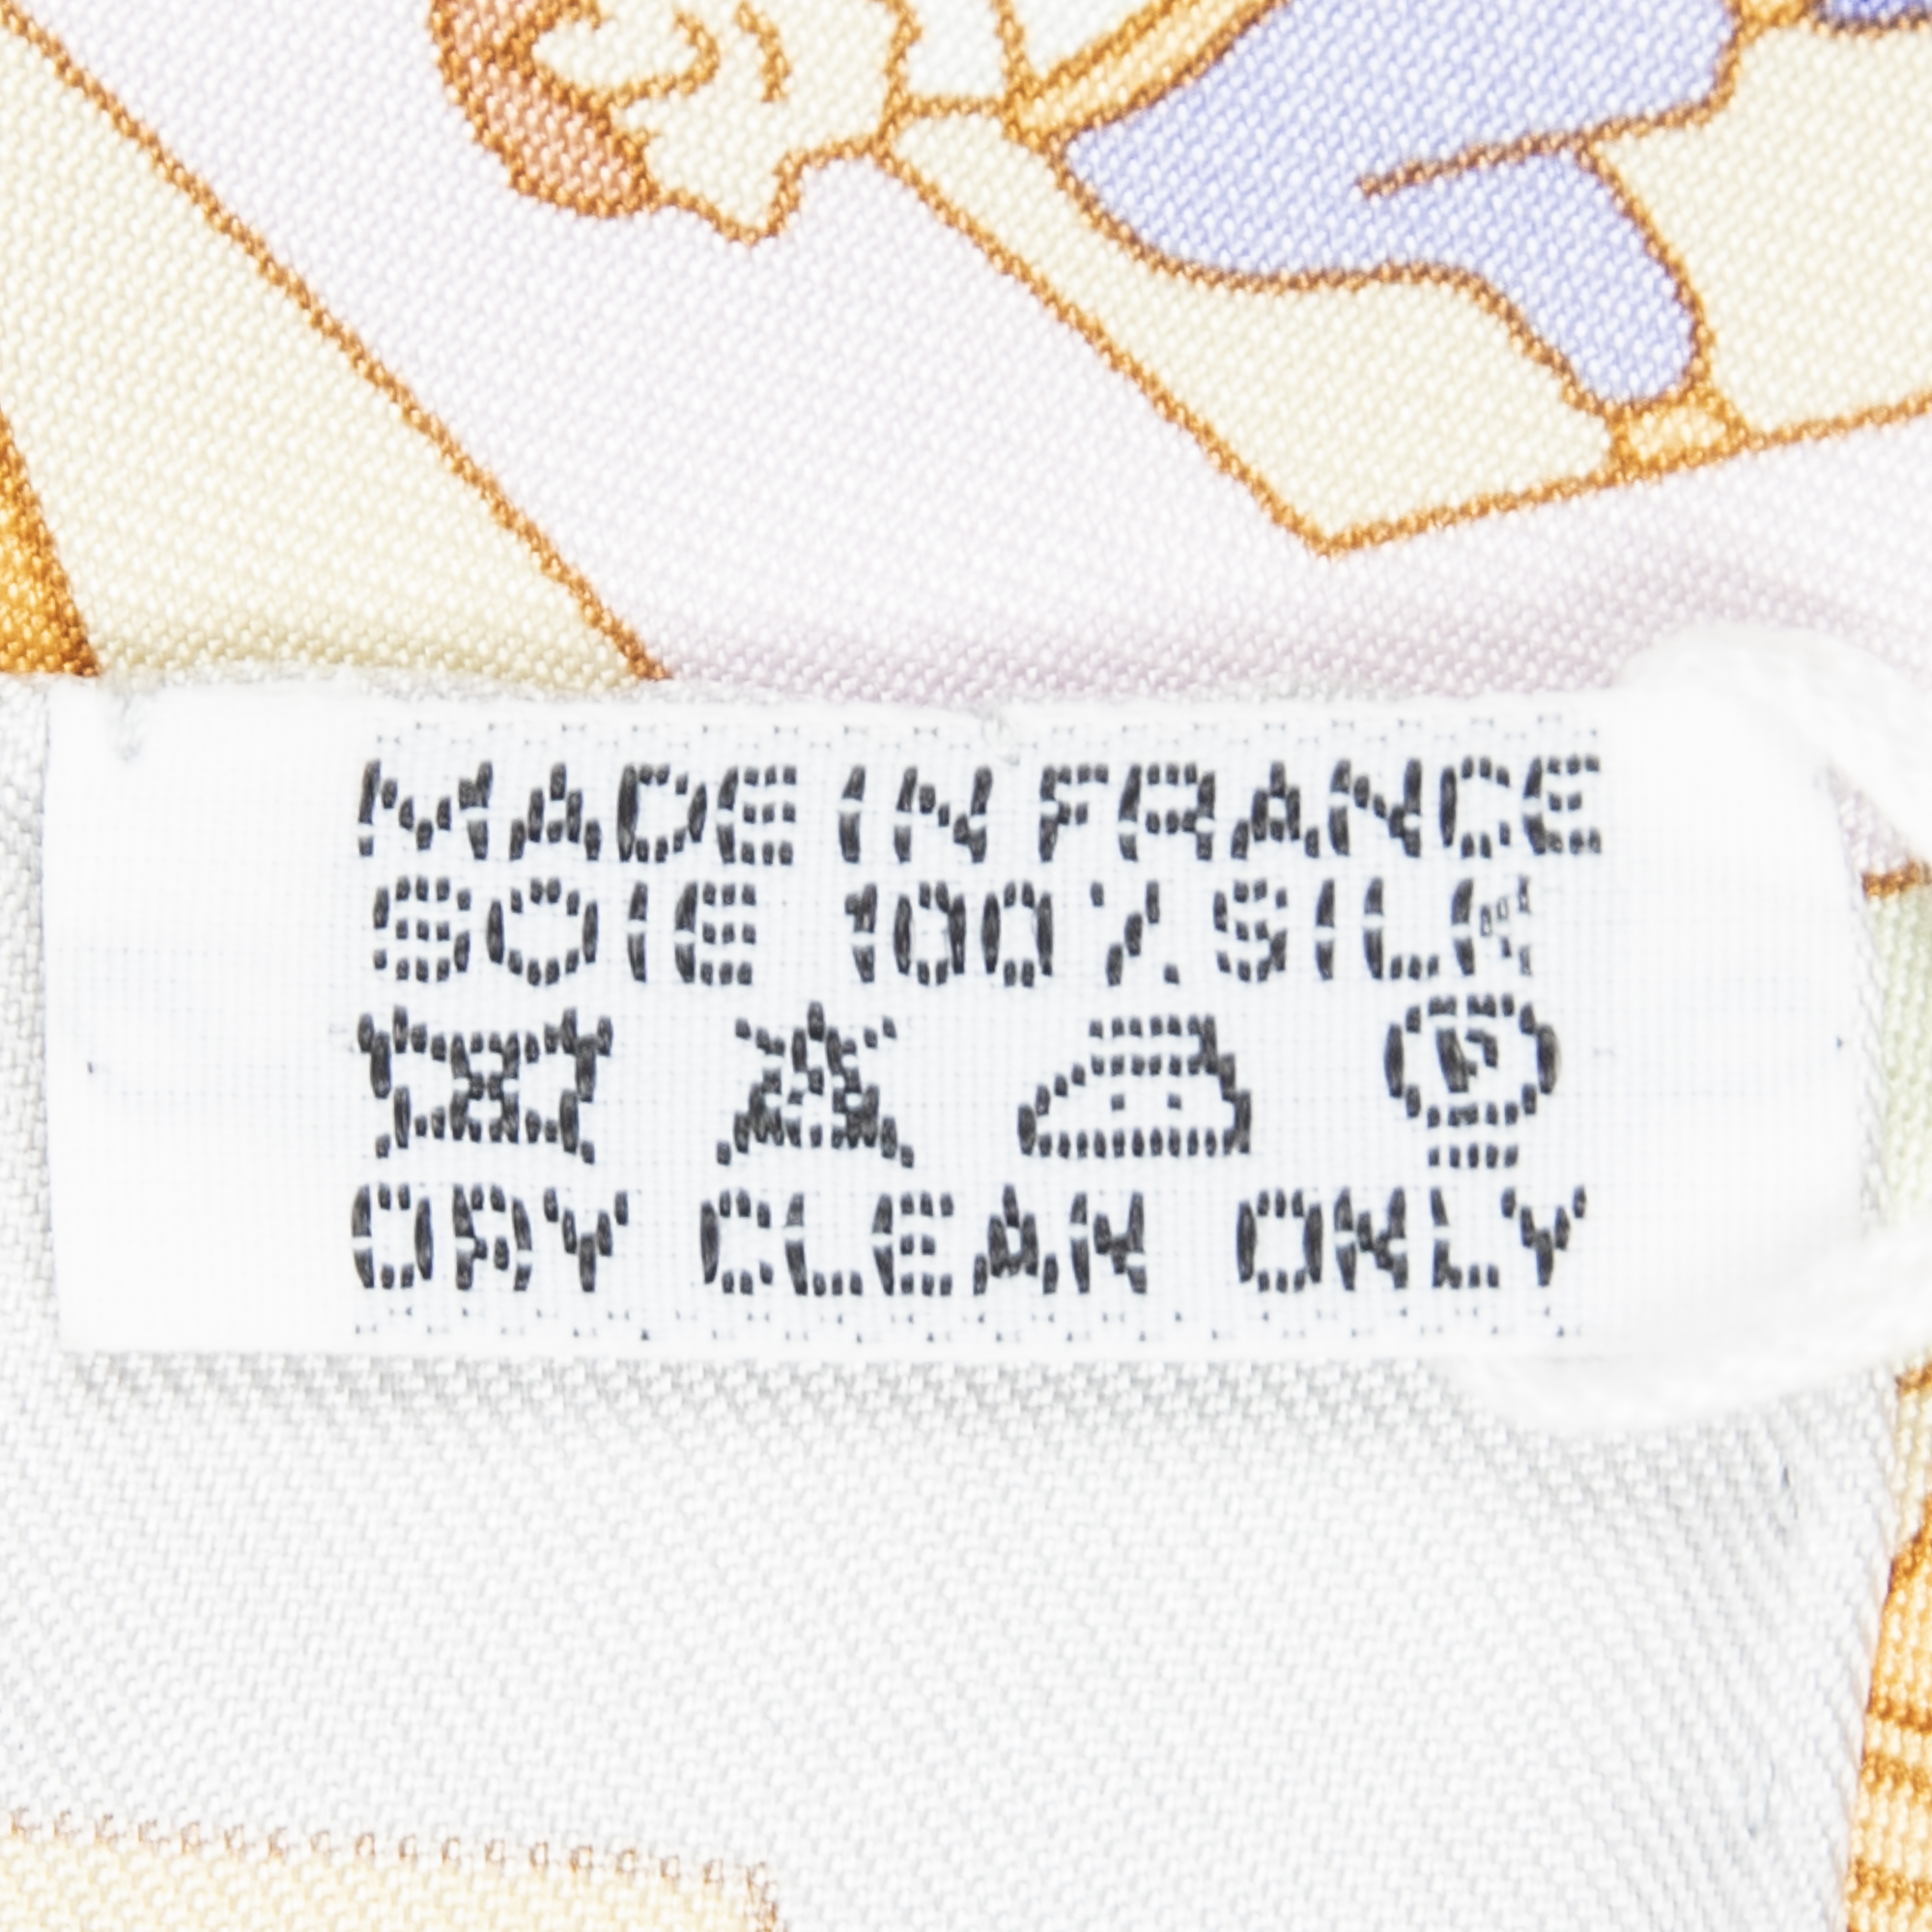 MADE IN FRANCE
SOIE 100% SILK
P
DRY CLEAN ONLY